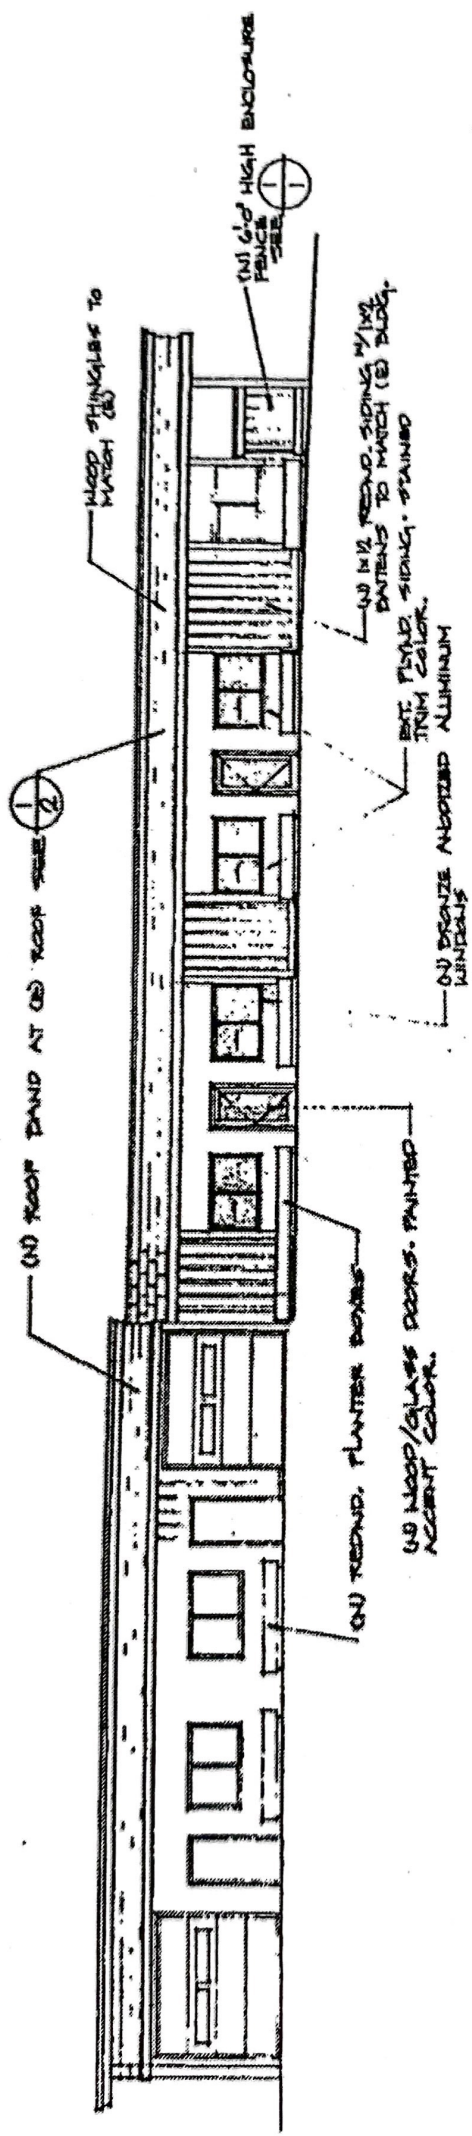 (N) ROOF BAND AT (E) ROOF SEE
1
2
WOOD SHINGLES TO
MATCH (E)
(N) 6'-0" HIGH ENCLOSURE
FENCE
SEE
1
1
(N) 1x12 REDWD. SIDING W/1x2
BATTENS TO MATCH (E) BLDG.
EXT. PLYWD. SIDING. STAINED
TRIM COLOR.
(N) BRONZE ANODIZED ALUMINUM
WINDOWS
(N) WOOD/GLASS DOORS. PAINTED
ACCENT COLOR.
(N) REDWD. PLANTER BOXES